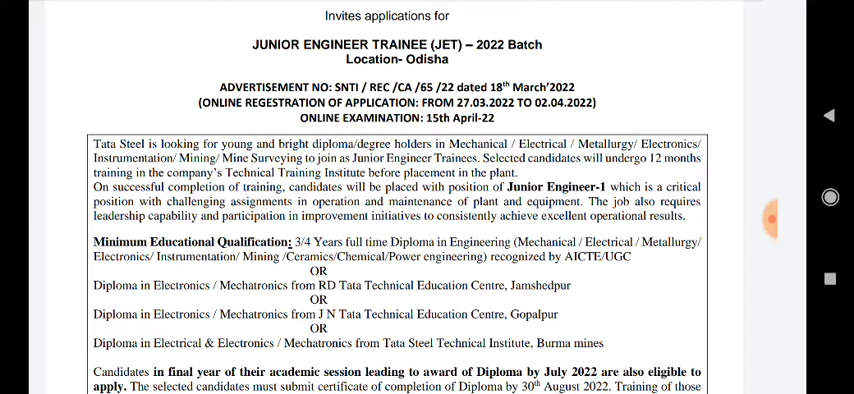 Invites applications for
JUNIOR ENGINEER TRAINEE (JET) – 2022 Batch
Location- Odisha
ADVERTISEMENT NO: SNTI / REC /CA /65 /22 dated 18th March'2022
(ONLINE REGESTRATION OF APPLICATION: FROM 27.03.2022 TO 02.04.2022)
ONLINE EXAMINATION: 15th April-22
Tata Steel is looking for young and bright diploma/degree holders in Mechanical / Electrical / Metallurgy/ Electronics/
Instrumentation/ Mining/ Mine Surveying to join as Junior Engineer Trainees. Selected candidates will undergo 12 months
training in the company's Technical Training Institute before placement in the plant.
On successful completion of training, candidates will be placed with position of Junior Engineer-1 which is a critical
position with challenging assignments in operation and maintenance of plant and equipment. The job also requires
leadership capability and participation in improvement initiatives to consistently achieve excellent operational results.
Minimum Educational Qualification: 3/4 Years full time Diploma in Engineering (Mechanical / Electrical / Metallurgy/
Electronics/ Instrumentation/ Mining /Ceramics/Chemical/Power engineering) recognized by AICTE/UGC
OR
Diploma in Electronics / Mechatronics from RD Tata Technical Education Centre, Jamshedpur
OR
Diploma in Electronics / Mechatronics from J N Tata Technical Education Centre, Gopalpur
OR
Diploma in Electrical & Electronics / Mechatronics from Tata Steel Technical Institute, Burma mines
Candidates in final year of their academic session leading to award of Diploma by July 2022 are also eligible to
apply. The selected candidates must submit certificate of completion of Diploma by 30th August 2022. Training of those